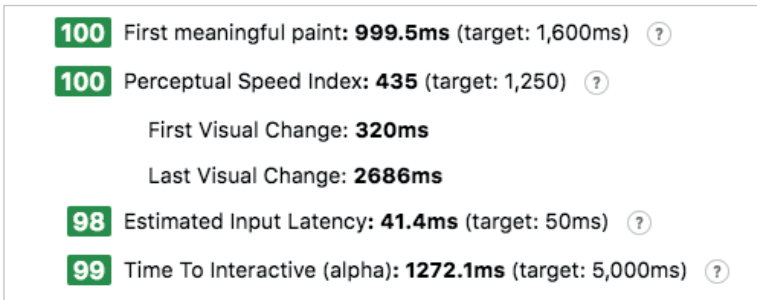 100 First meaningful paint: 999.5ms (target: 1,600ms) ?
100 Perceptual Speed Index: 435 (target: 1,250) ?
First Visual Change: 320ms
Last Visual Change: 2686ms
98 Estimated Input Latency: 41.4ms (target: 50ms) ?
99 Time To Interactive (alpha): 1272.1ms (target: 5,000ms) ?